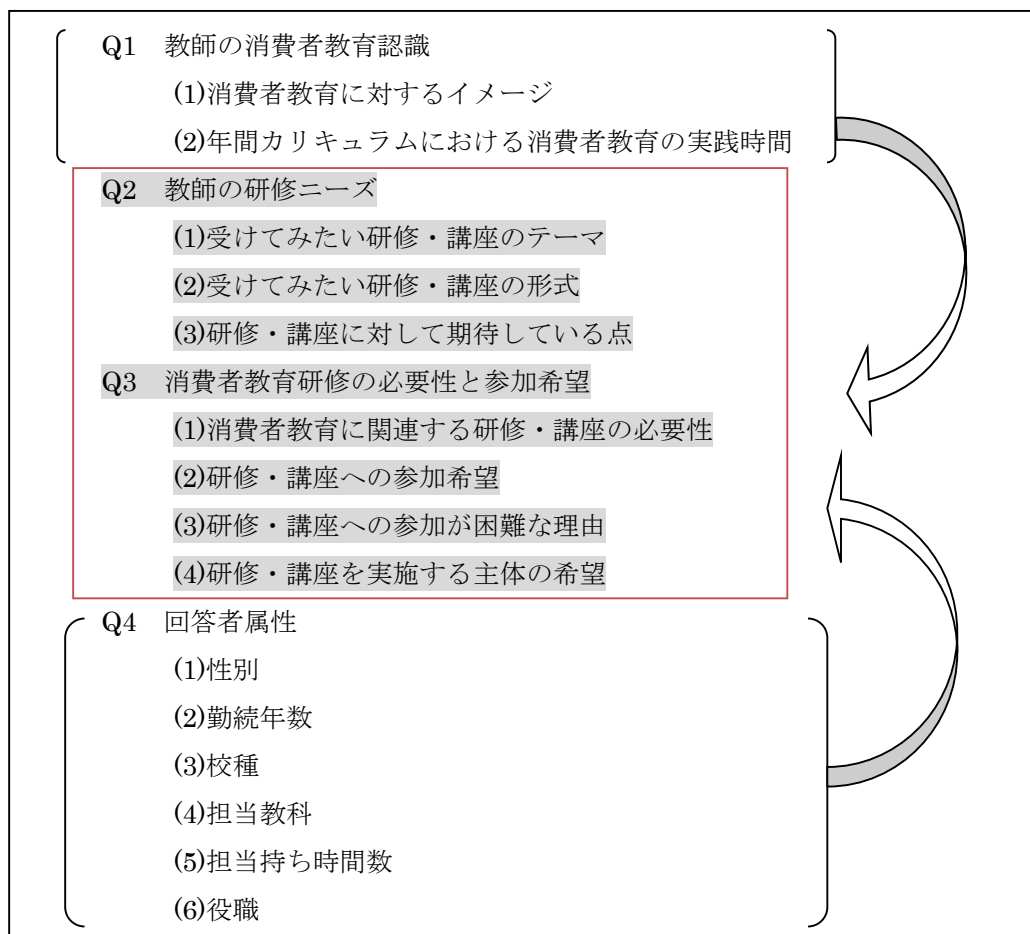 Q1 教師の消費者教育認識
(1)消費者教育に対するイメージ
(2)年間カリキュラムにおける消費者教育の実践時間
Q2 教師の研修ニーズ
(1)受けてみたい研修・講座のテーマ
(2)受けてみたい研修・講座の形式
(3)研修・講座に対して期待している点
Q3 消費者教育研修の必要性と参加希望
(1)消費者教育に関連する研修・講座の必要性
(2)研修・講座への参加希望
(3)研修・講座への参加が困難な理由
(4)研修・講座を実施する主体の希望
Q4 回答者属性
(1)性別
(2)勤続年数
(3)校種
(4)担当教科
(5)担当持ち時間数
(6)役職